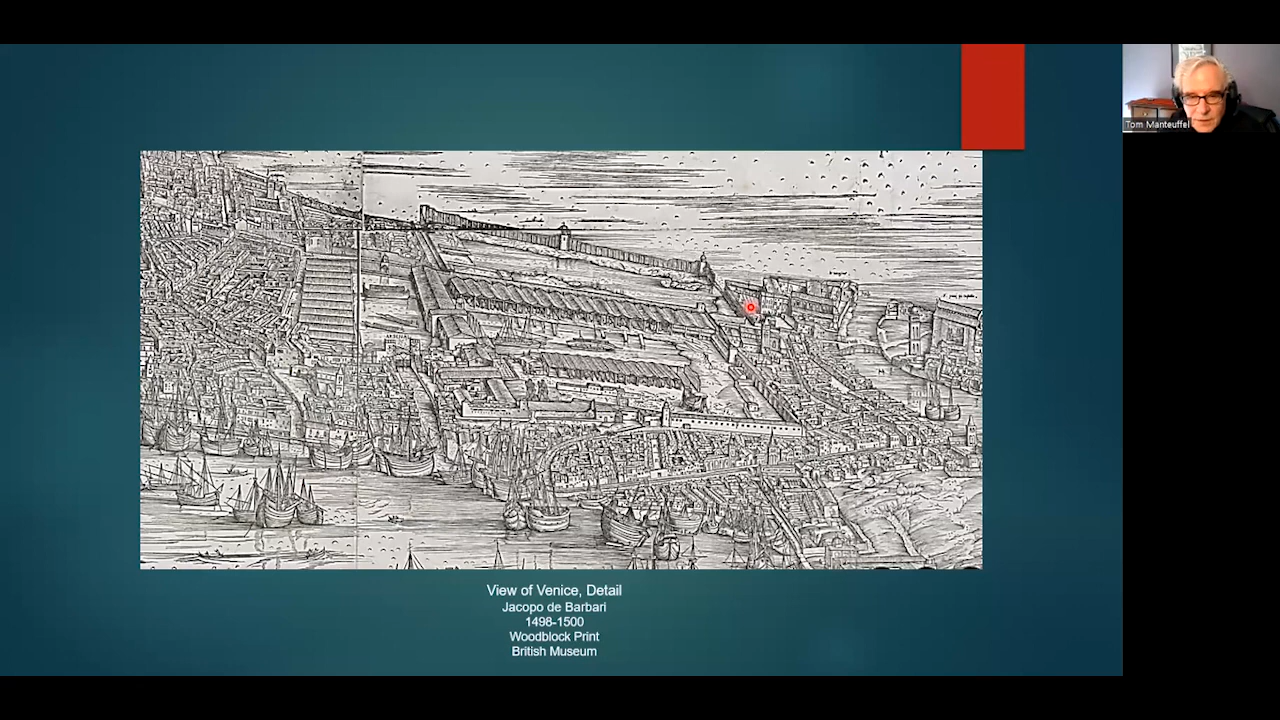 Tom Manteuffel
View of Venice, Detail
Jacopo de Barbari
1498-1500
Woodblock Print
British Museum